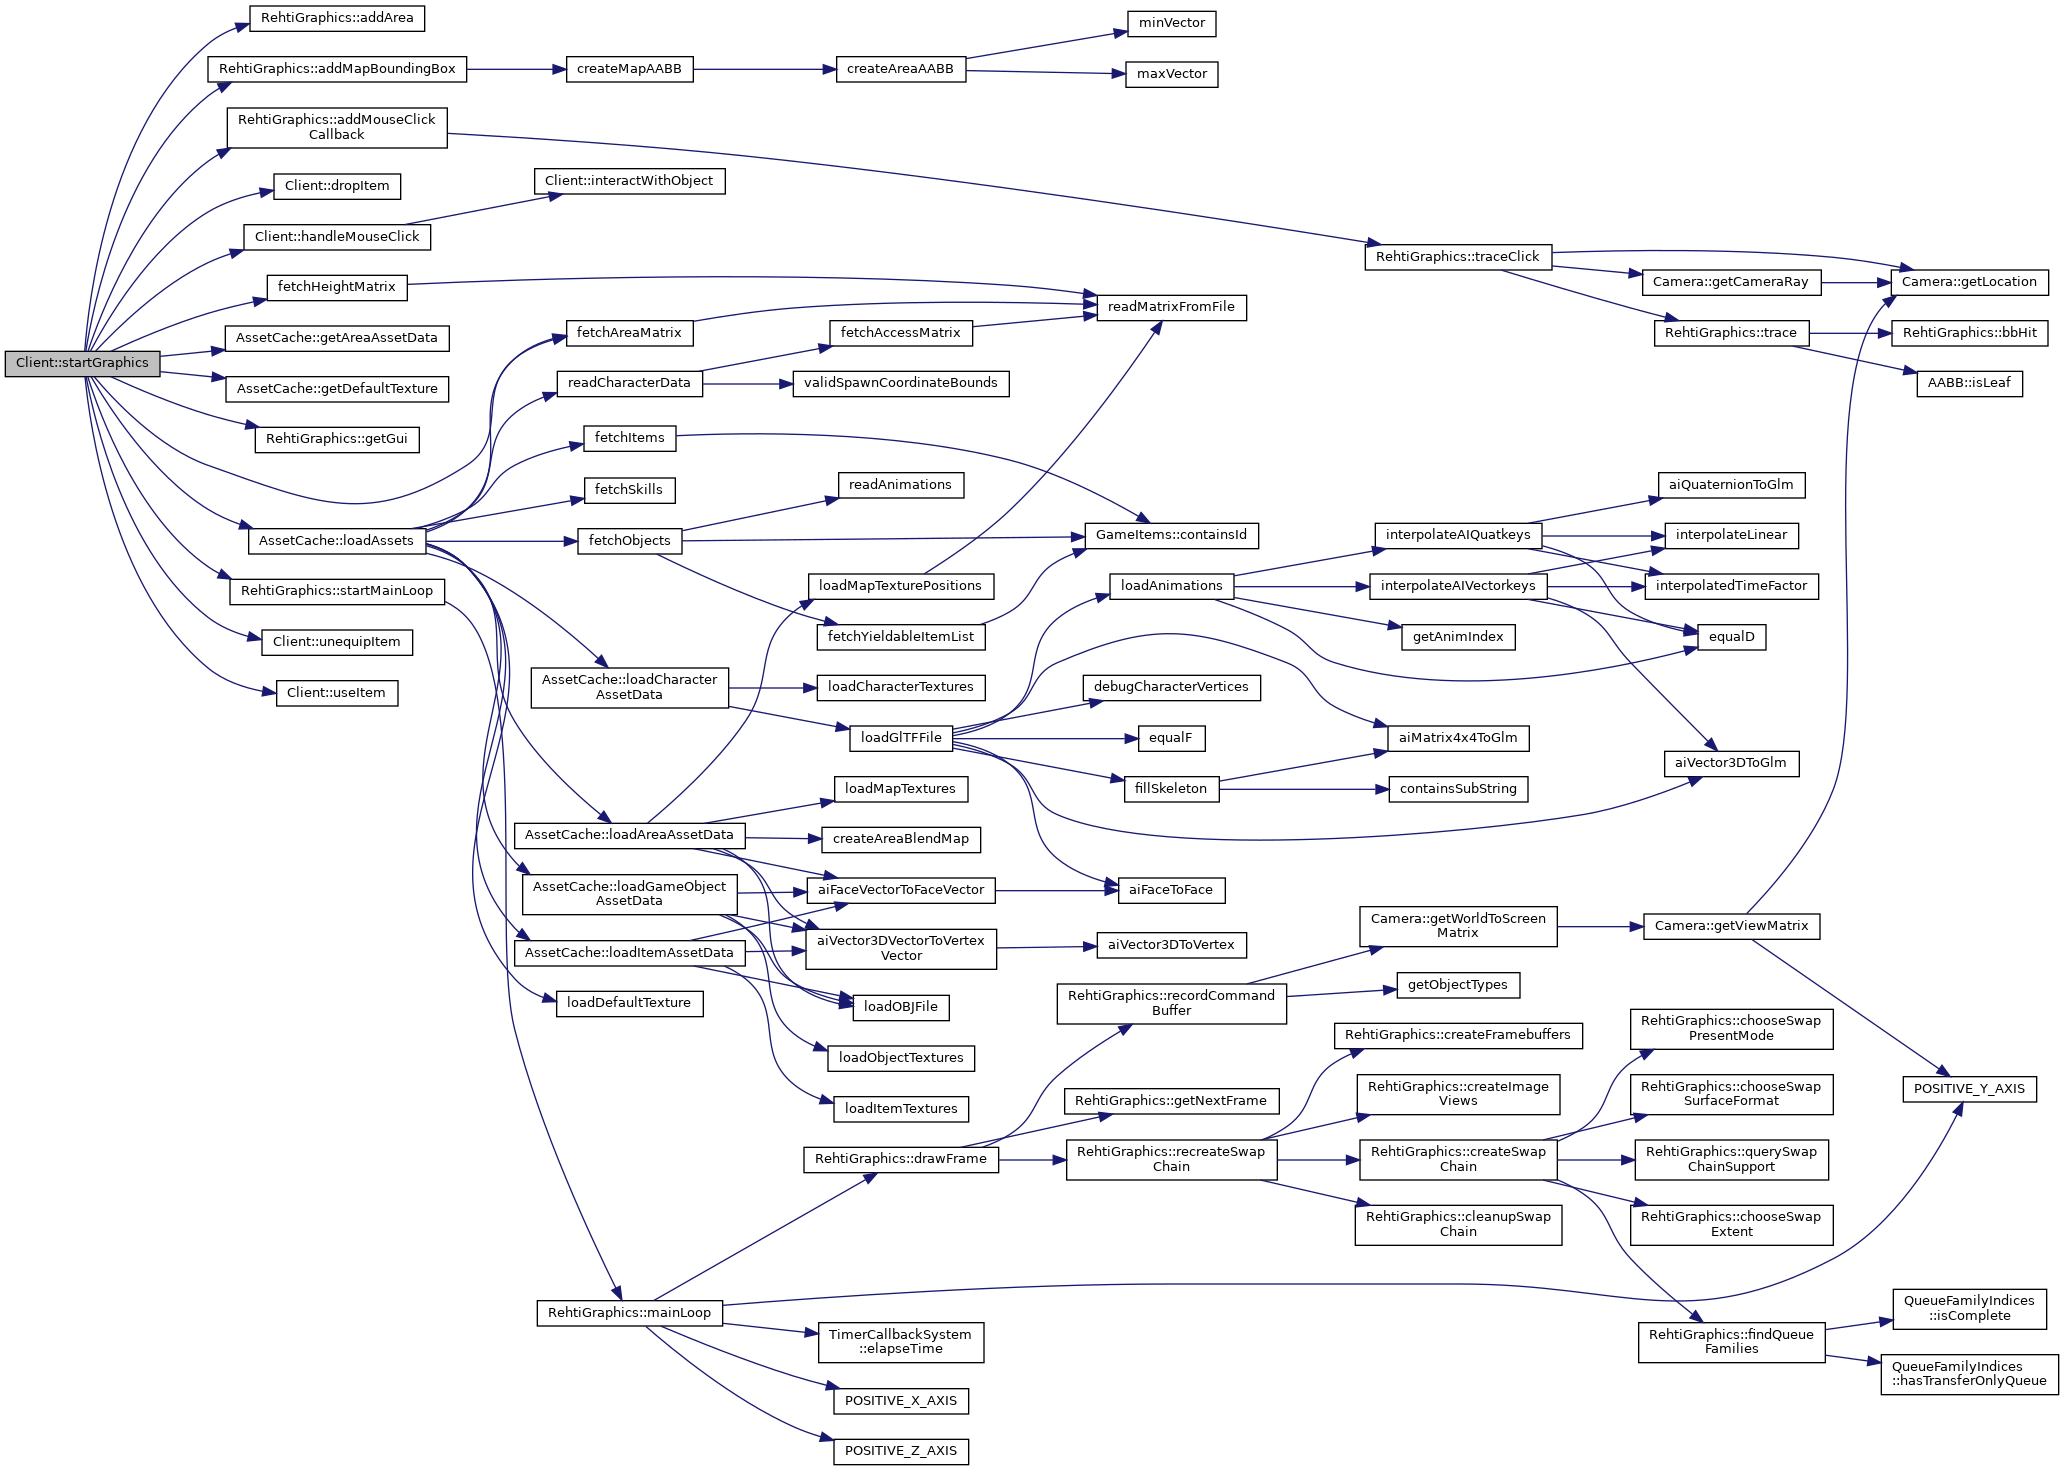 Client::startGraphics
RehtiGraphics::addArea
RehtiGraphics::addMapBoundingBox
createMapAABB
createAreaAABB
minVector
maxVector
RehtiGraphics::addMouseClick
Callback
RehtiGraphics::traceClick
Camera::getLocation
Camera::getCameraRay
RehtiGraphics::trace
RehtiGraphics::bbHit
AABB::isLeaf
Client::dropItem
Client::handleMouseClick
Client::interactWithObject
fetchHeightMatrix
readMatrixFromFile
AssetCache::getAreaAssetData
AssetCache::getDefaultTexture
RehtiGraphics::getGui
fetchAreaMatrix
AssetCache::loadAssets
readCharacterData
fetchAccessMatrix
validSpawnCoordinateBounds
fetchItems
GameItems::containsId
fetchSkills
fetchObjects
readAnimations
fetchYieldableItemList
AssetCache::loadCharacter
AssetData
loadCharacterTextures
loadGlTFFile
loadAnimations
interpolateAIQuatkeys
aiQuaternionToGlm
interpolateLinear
interpolatedTimeFactor
equalD
interpolateAIVectorkeys
aiVector3DToGlm
getAnimIndex
debugCharacterVertices
equalF
fillSkeleton
aiMatrix4x4ToGlm
containsSubString
aiFaceToFace
AssetCache::loadAreaAssetData
loadMapTexturePositions
loadMapTextures
createAreaBlendMap
aiFaceVectorToFaceVector
aiVector3DVectorToVertex
Vector
aiVector3DToVertex
loadOBJFile
AssetCache::loadGameObject
AssetData
loadObjectTextures
AssetCache::loadItemAssetData
loadItemTextures
loadDefaultTexture
RehtiGraphics::startMainLoop
RehtiGraphics::mainLoop
RehtiGraphics::drawFrame
RehtiGraphics::recordCommand
Buffer
Camera::getWorldToScreen
Matrix
Camera::getViewMatrix
POSITIVE_Y_AXIS
getObjectTypes
RehtiGraphics::getNextFrame
RehtiGraphics::recreateSwap
Chain
RehtiGraphics::createFramebuffers
RehtiGraphics::createImage
Views
RehtiGraphics::createSwap
Chain
RehtiGraphics::cleanupSwap
Chain
RehtiGraphics::chooseSwap
PresentMode
RehtiGraphics::chooseSwap
SurfaceFormat
RehtiGraphics::querySwap
ChainSupport
RehtiGraphics::chooseSwap
Extent
RehtiGraphics::findQueue
Families
QueueFamilyIndices
::isComplete
QueueFamilyIndices
::hasTransferOnlyQueue
TimerCallbackSystem
::elapseTime
POSITIVE_X_AXIS
POSITIVE_Z_AXIS
Client::unequipItem
Client::useItem